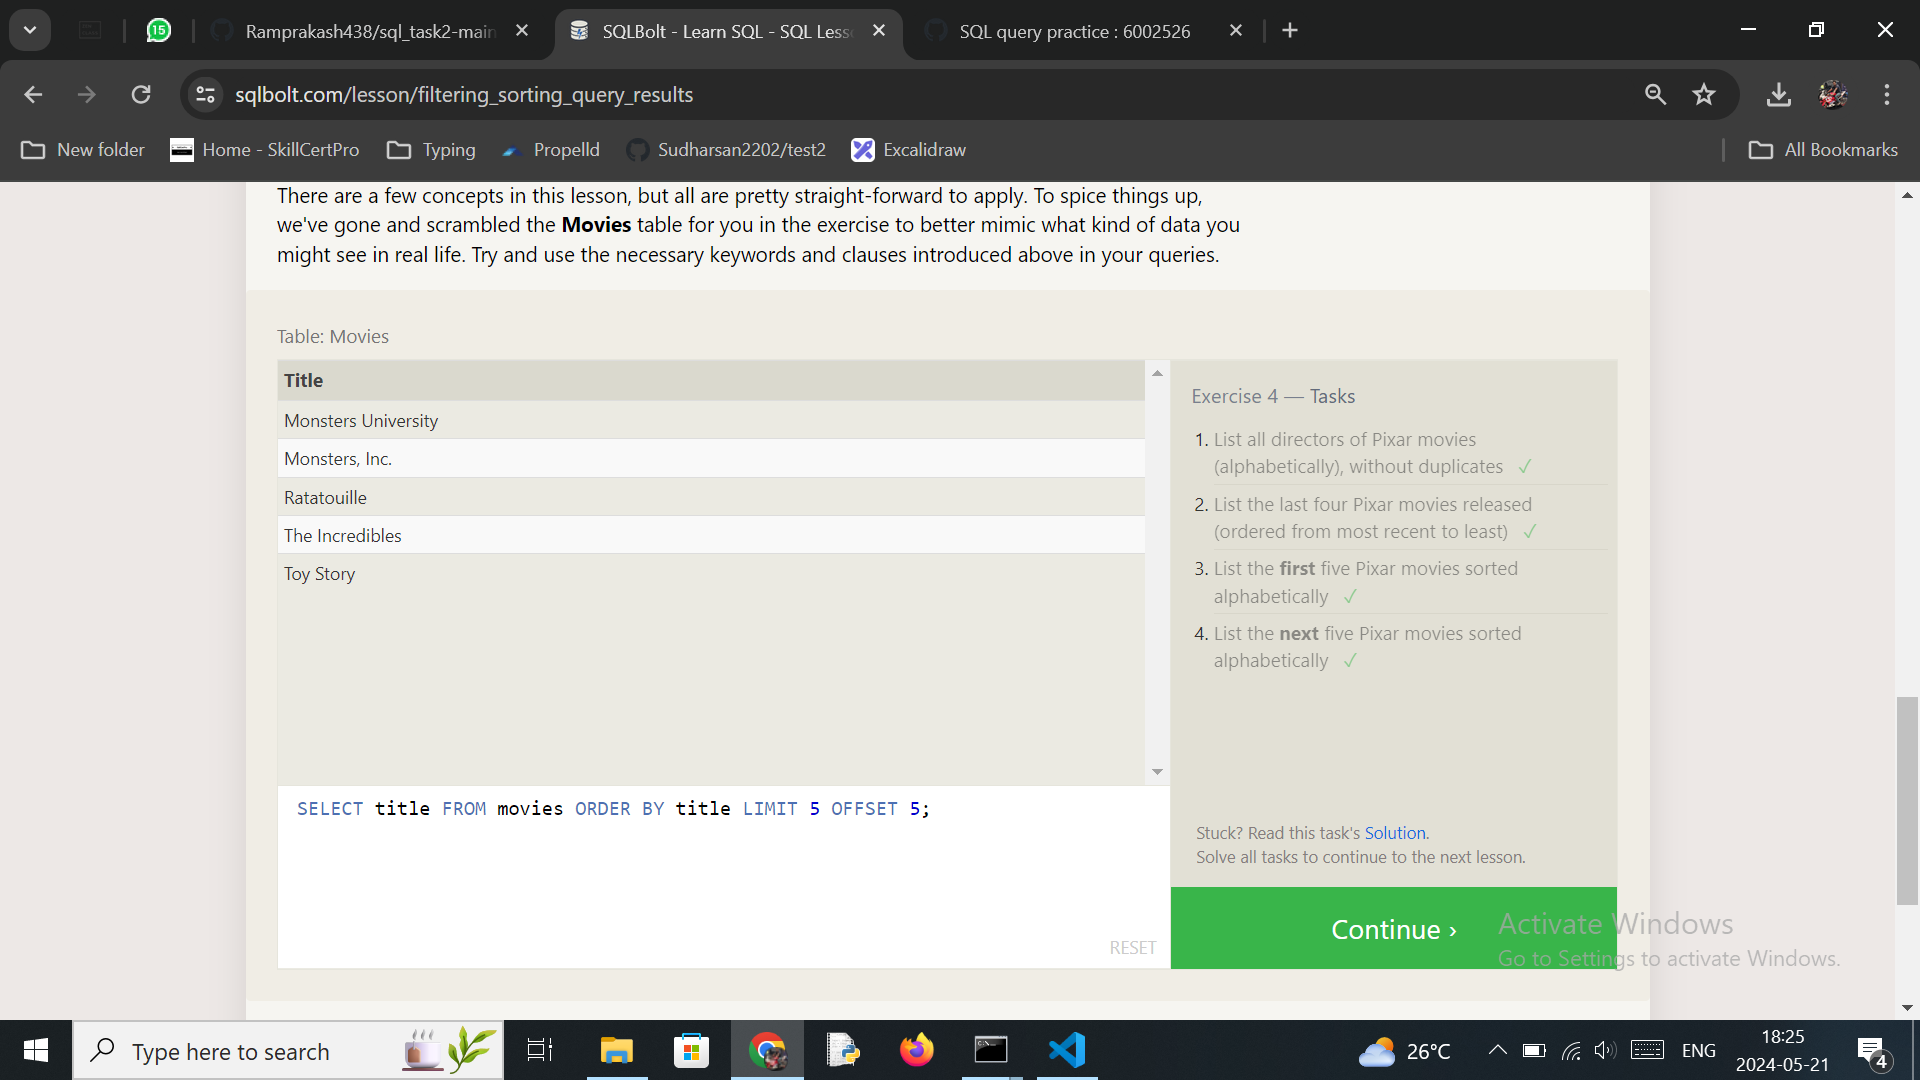 15
Ramprakash438/sql_task2-main
SQLBolt - Learn SQL - SQL Less
SQL query practice : 6002526
sqlbolt.com/lesson/filtering_sorting_query_results
New folder
Home - SkillCertPro
Typing
Propelld
Sudharsan2202/test2
Excalidraw
All Bookmarks
There are a few concepts in this lesson, but all are pretty straight-forward to apply. To spice things up,
we've gone and scrambled the Movies table for you in the exercise to better mimic what kind of data you
might see in real life. Try and use the necessary keywords and clauses introduced above in your queries.
Table: Movies
Title
Monsters University
Monsters, Inc.
Ratatouille
The Incredibles
Toy Story
SELECT title FROM movies ORDER BY title LIMIT 5 OFFSET 5;
RESET
Exercise 4 — Tasks
1. List all directors of Pixar movies
(alphabetically), without duplicates ✓
2. List the last four Pixar movies released
(ordered from most recent to least) ✓
3. List the first five Pixar movies sorted
alphabetically ✓
4. List the next five Pixar movies sorted
alphabetically ✓
Stuck? Read this task's Solution.
Solve all tasks to continue to the next lesson.
Continue ›
Activate Windows
Go to Settings to activate Windows.
Type here to search
26°C
ENG
18:25
2024-05-21
4